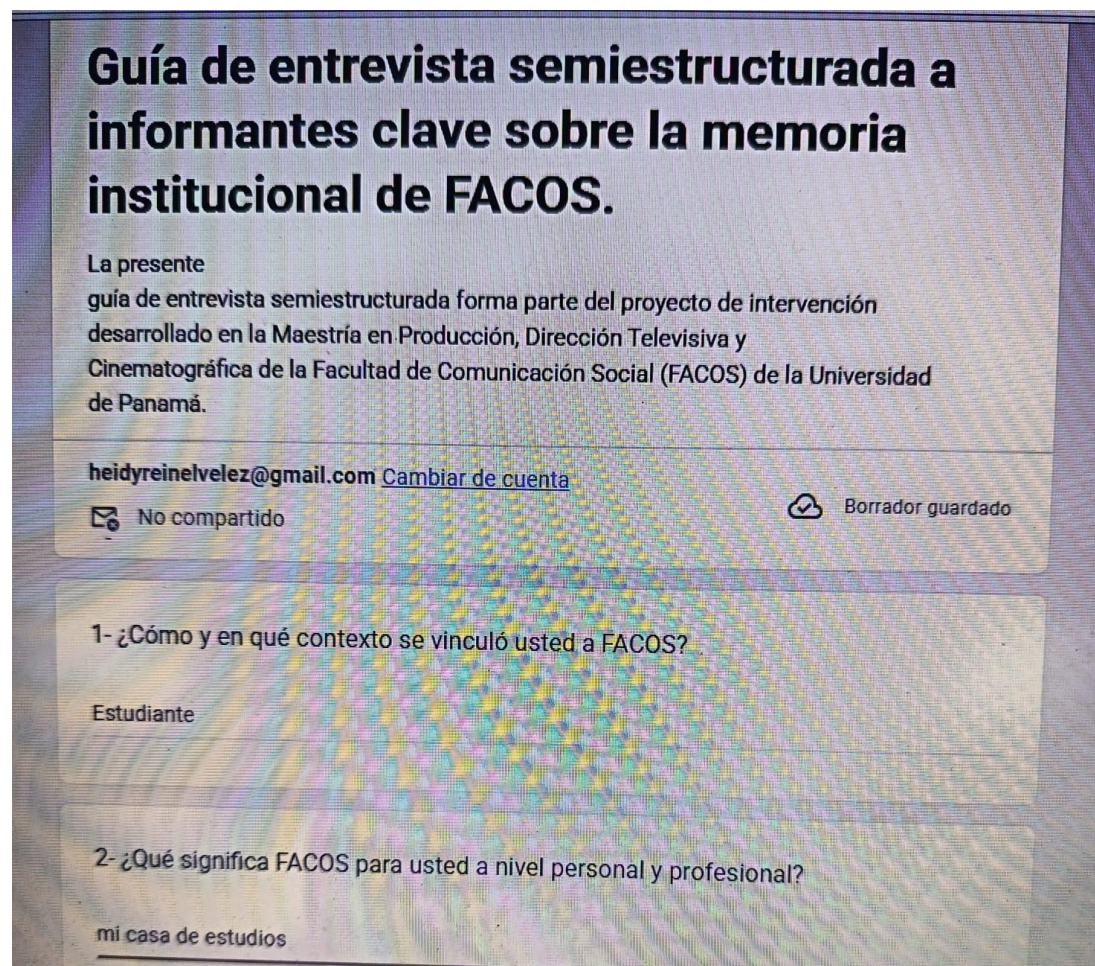 Guía de entrevista semiestructurada a
informantes clave sobre la memoria
institucional de FACOS.
La presente
guía de entrevista semiestructurada forma parte del proyecto de intervención
desarrollado en la Maestría en Producción, Dirección Televisiva y
Cinematográfica de la Facultad de Comunicación Social (FACOS) de la Universidad
de Panamá.
heidyreinelvelez@gmail.com Cambiar de cuenta
No compartido
Borrador guardado
1- ¿Cómo y en qué contexto se vinculó usted a FACOS?
Estudiante
2- ¿Qué significa FACOS para usted a nivel personal y profesional?
mi casa de estudios